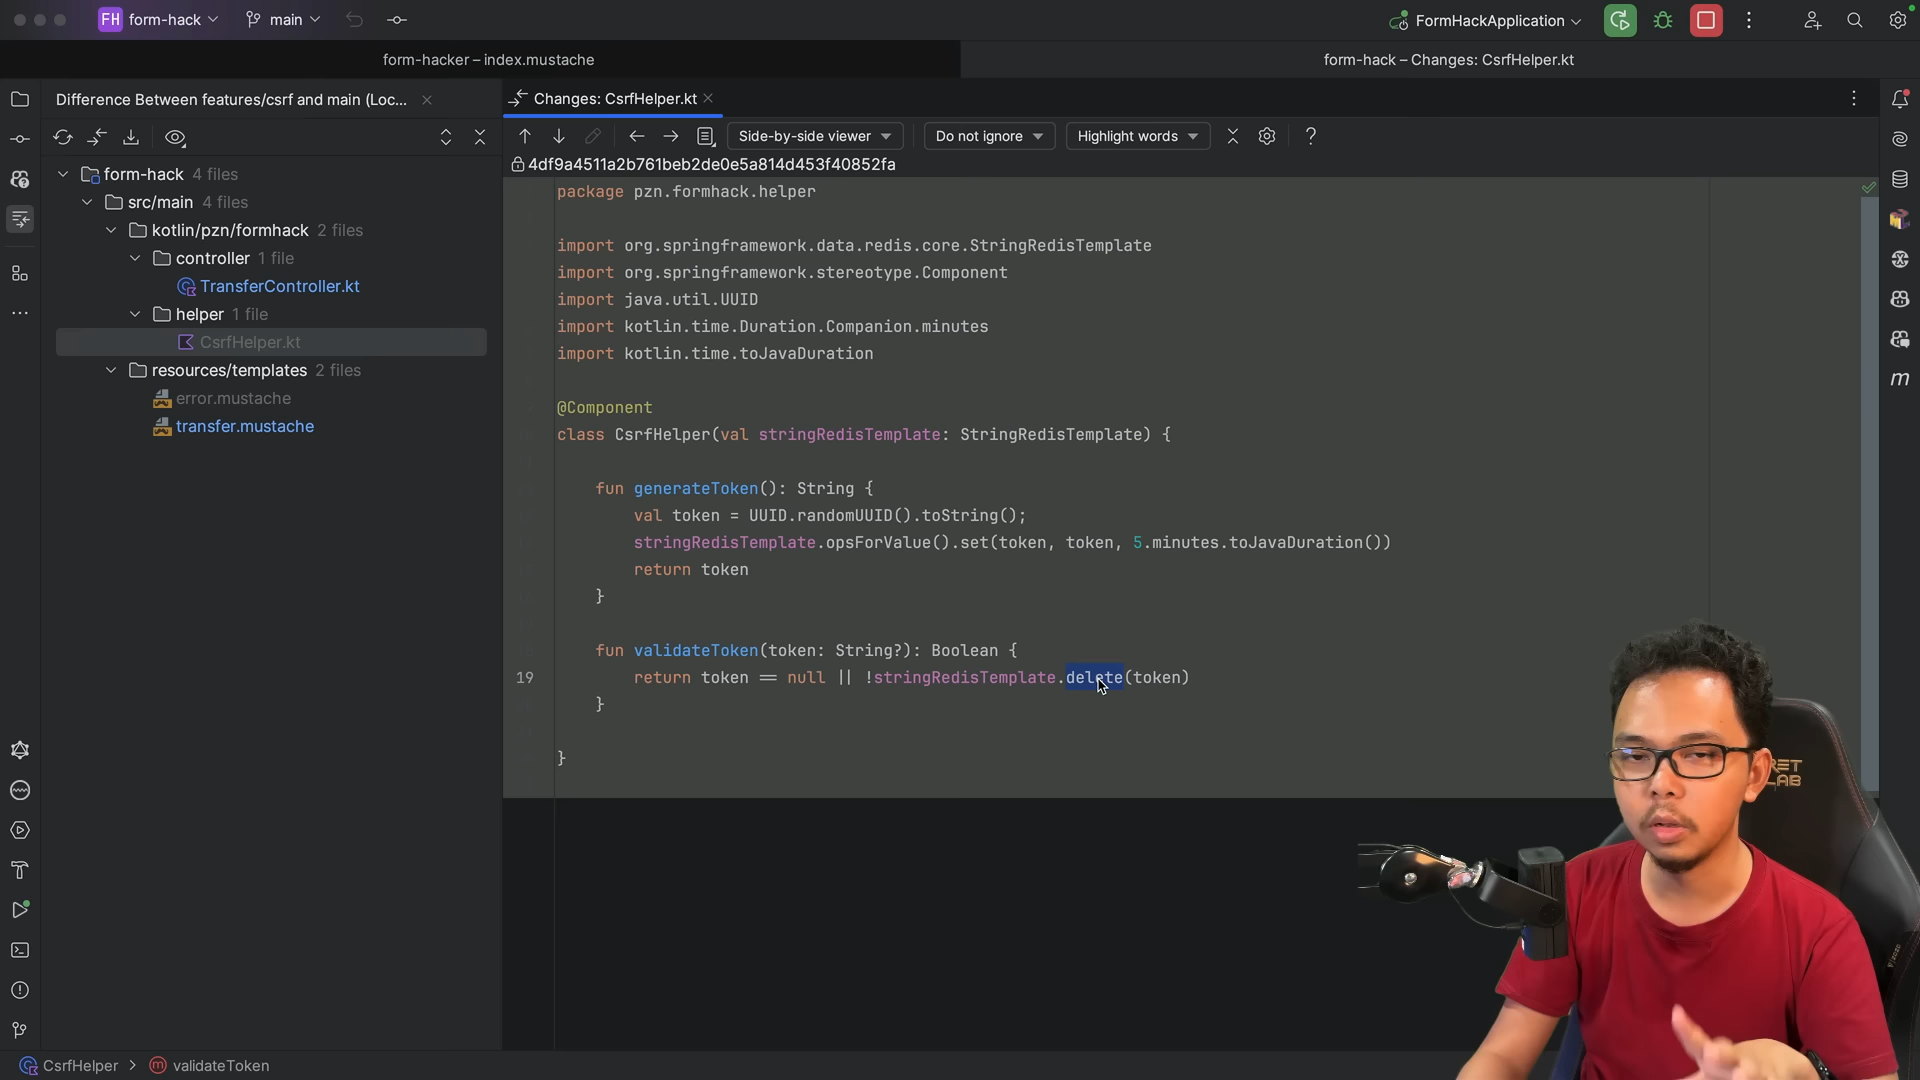 FH form-hack
main
FormHackApplication
form-hacker – index.mustache
form-hack – Changes: CsrfHelper.kt
Difference Between features/csrf and main (Loc...
Changes: CsrfHelper.kt
Side-by-side viewer
Do not ignore
Highlight words
?
4df9a4511a2b761beb2de0e5a814d453f40852fa
form-hack 4 files
src/main 4 files
kotlin/pzn/formhack 2 files
controller 1 file
TransferController.kt
helper 1 file
CsrfHelper.kt
resources/templates 2 files
error.mustache
transfer.mustache
package pzn.formhack.helper
import org.springframework.data.redis.core.StringRedisTemplate
import org.springframework.stereotype.Component
import java.util.UUID
import kotlin.time.Duration.Companion.minutes
import kotlin.time.toJavaDuration
@Component
class CsrfHelper(val stringRedisTemplate: StringRedisTemplate) {
fun generateToken(): String {
val token = UUID.randomUUID().toString();
stringRedisTemplate.opsForValue().set(token, token, 5.minutes.toJavaDuration())
return token
}
fun validateToken(token: String?): Boolean {
19 return token == null || !stringRedisTemplate.delete(token)
}
}
m
CsrfHelper > m validateToken